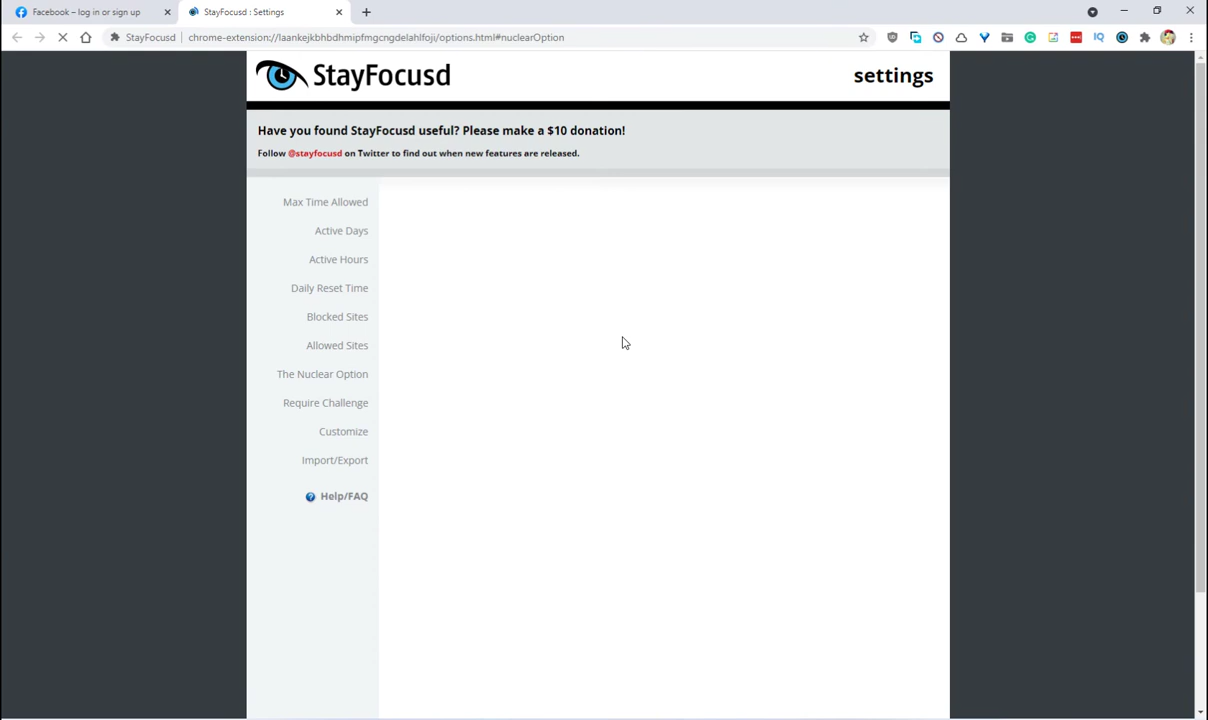 Facebook – log in or sign up
StayFocusd : Settings
StayFocusd
chrome-extension://laankejkbhbdhmipfmgcngdelahlfoji/options.html#nuclearOption
IQ
StayFocusd
settings
Have you found StayFocusd useful? Please make a $10 donation!
Follow @stayfocusd on Twitter to find out when new features are released.
Max Time Allowed
Active Days
Active Hours
Daily Reset Time
Blocked Sites
Allowed Sites
The Nuclear Option
Require Challenge
Customize
Import/Export
? Help/FAQ